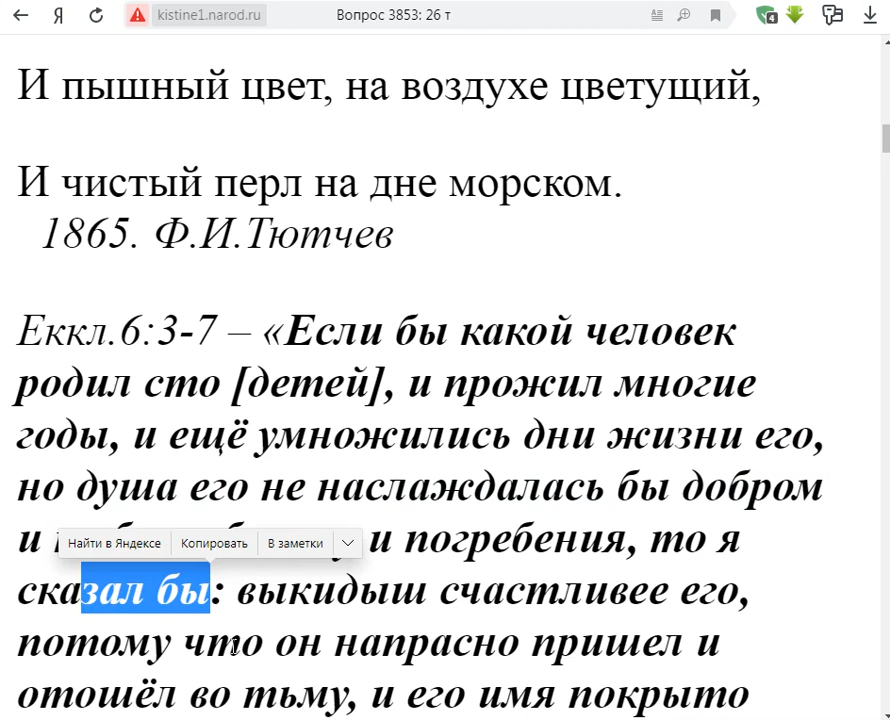 Я kistine1.narod.ru Вопрос 3853: 26 т 4
И пышный цвет, на воздухе цветущий,
И чистый перл на дне морском.
1865. Ф.И.Тютчев
Еккл.6:3-7 – «Если бы какой человек
родил сто [детей], и прожил многие
годы, и ещё умножились дни жизни его,
но душа его не наслаждалась бы добром
и и погребения, то я
Найти в Яндексе Копировать В заметки
сказал бы: выкидыш счастливее его,
потому что он напрасно пришел и
отошёл во тьму, и его имя покрыто